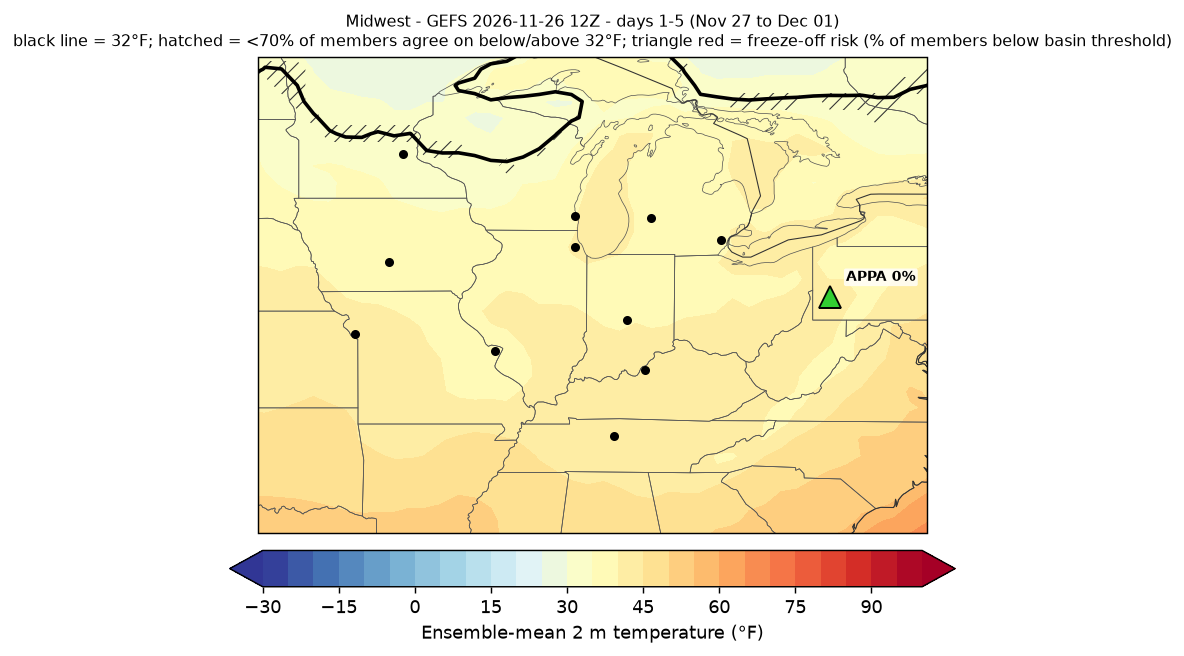 Midwest - GEFS 2026-11-26 12Z - days 1-5 (Nov 27 to Dec 01)
black line = 32°F; hatched = <70% of members agree on below/above 32°F; triangle red = freeze-off risk (% of members below basin threshold)
APPA 0%
−30 −15 0 15 30 45 60 75 90
Ensemble-mean 2 m temperature (°F)